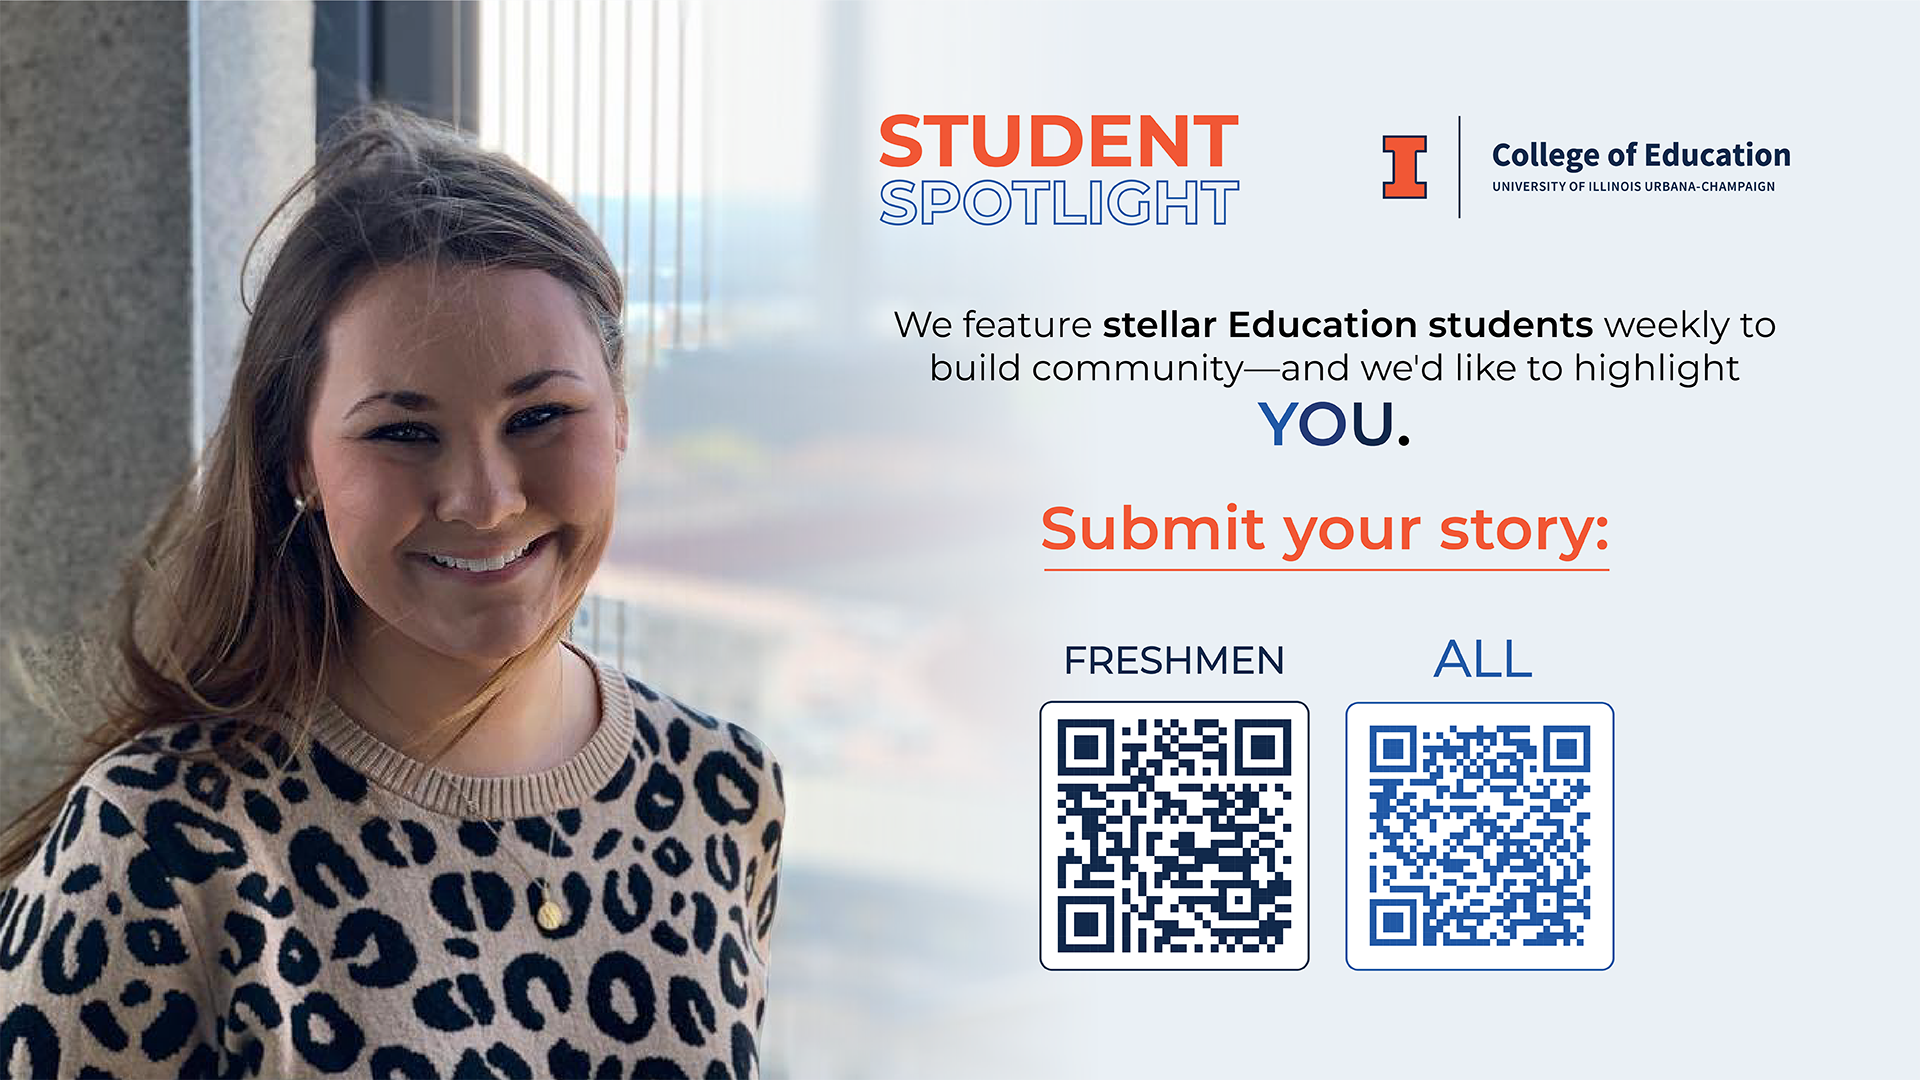 STUDENT
SPOTLIGHT
College of Education
UNIVERSITY OF ILLINOIS URBANA-CHAMPAIGN
We feature stellar Education students weekly to
build community—and we'd like to highlight
YOU.
Submit your story:
FRESHMEN
ALL